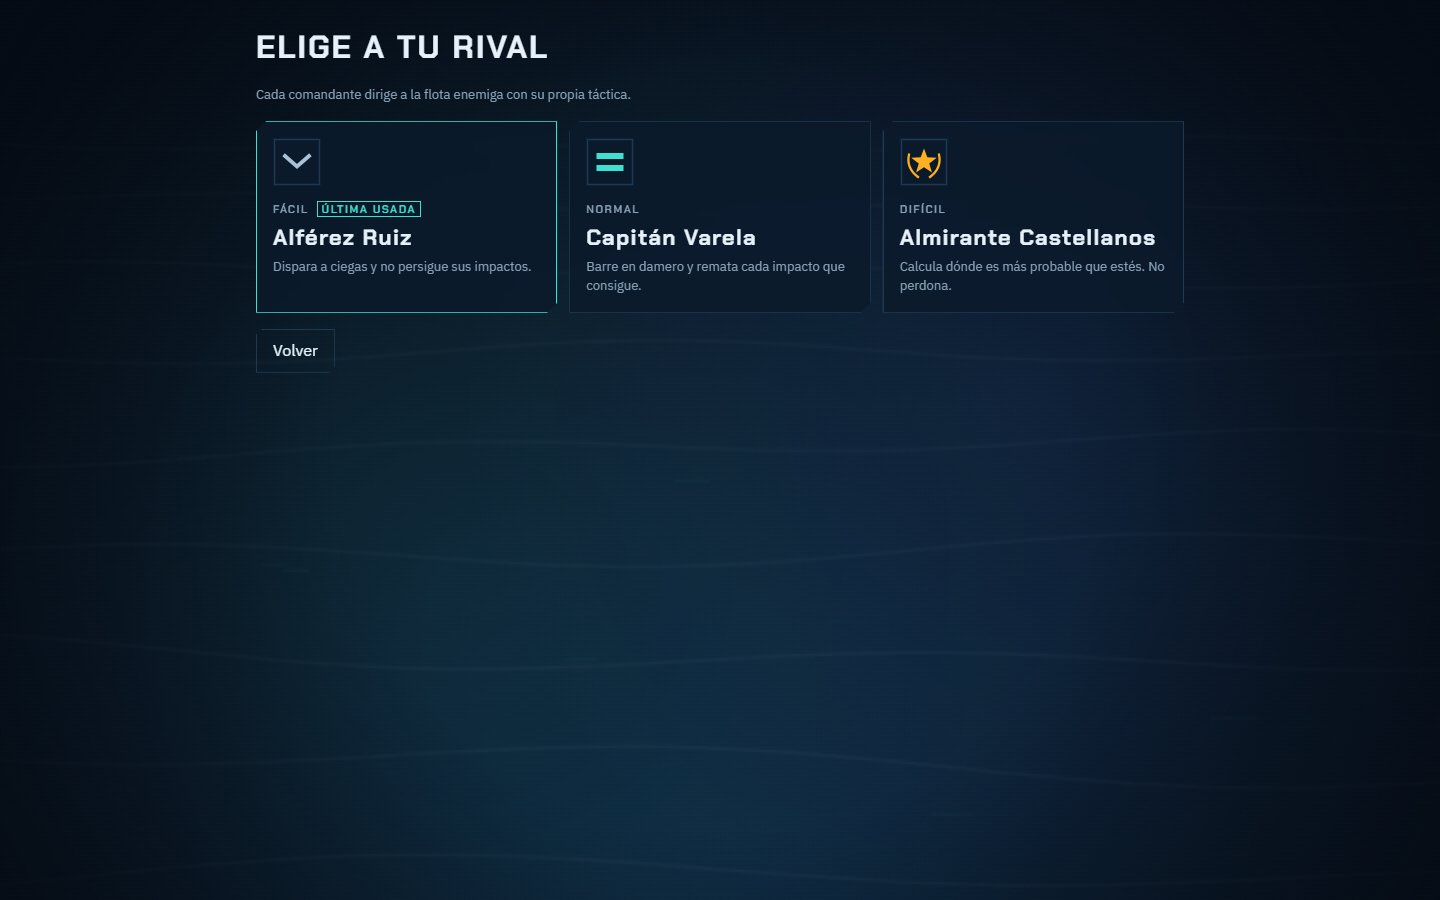 ELIGE A TU RIVAL
Cada comandante dirige a la flota enemiga con su propia táctica.
FÁCIL ÚLTIMA USADA
Alférez Ruiz
Dispara a ciegas y no persigue sus impactos.
NORMAL
Capitán Varela
Barre en damero y remata cada impacto que
consigue.
DIFÍCIL
Almirante Castellanos
Calcula dónde es más probable que estés. No
perdona.
Volver